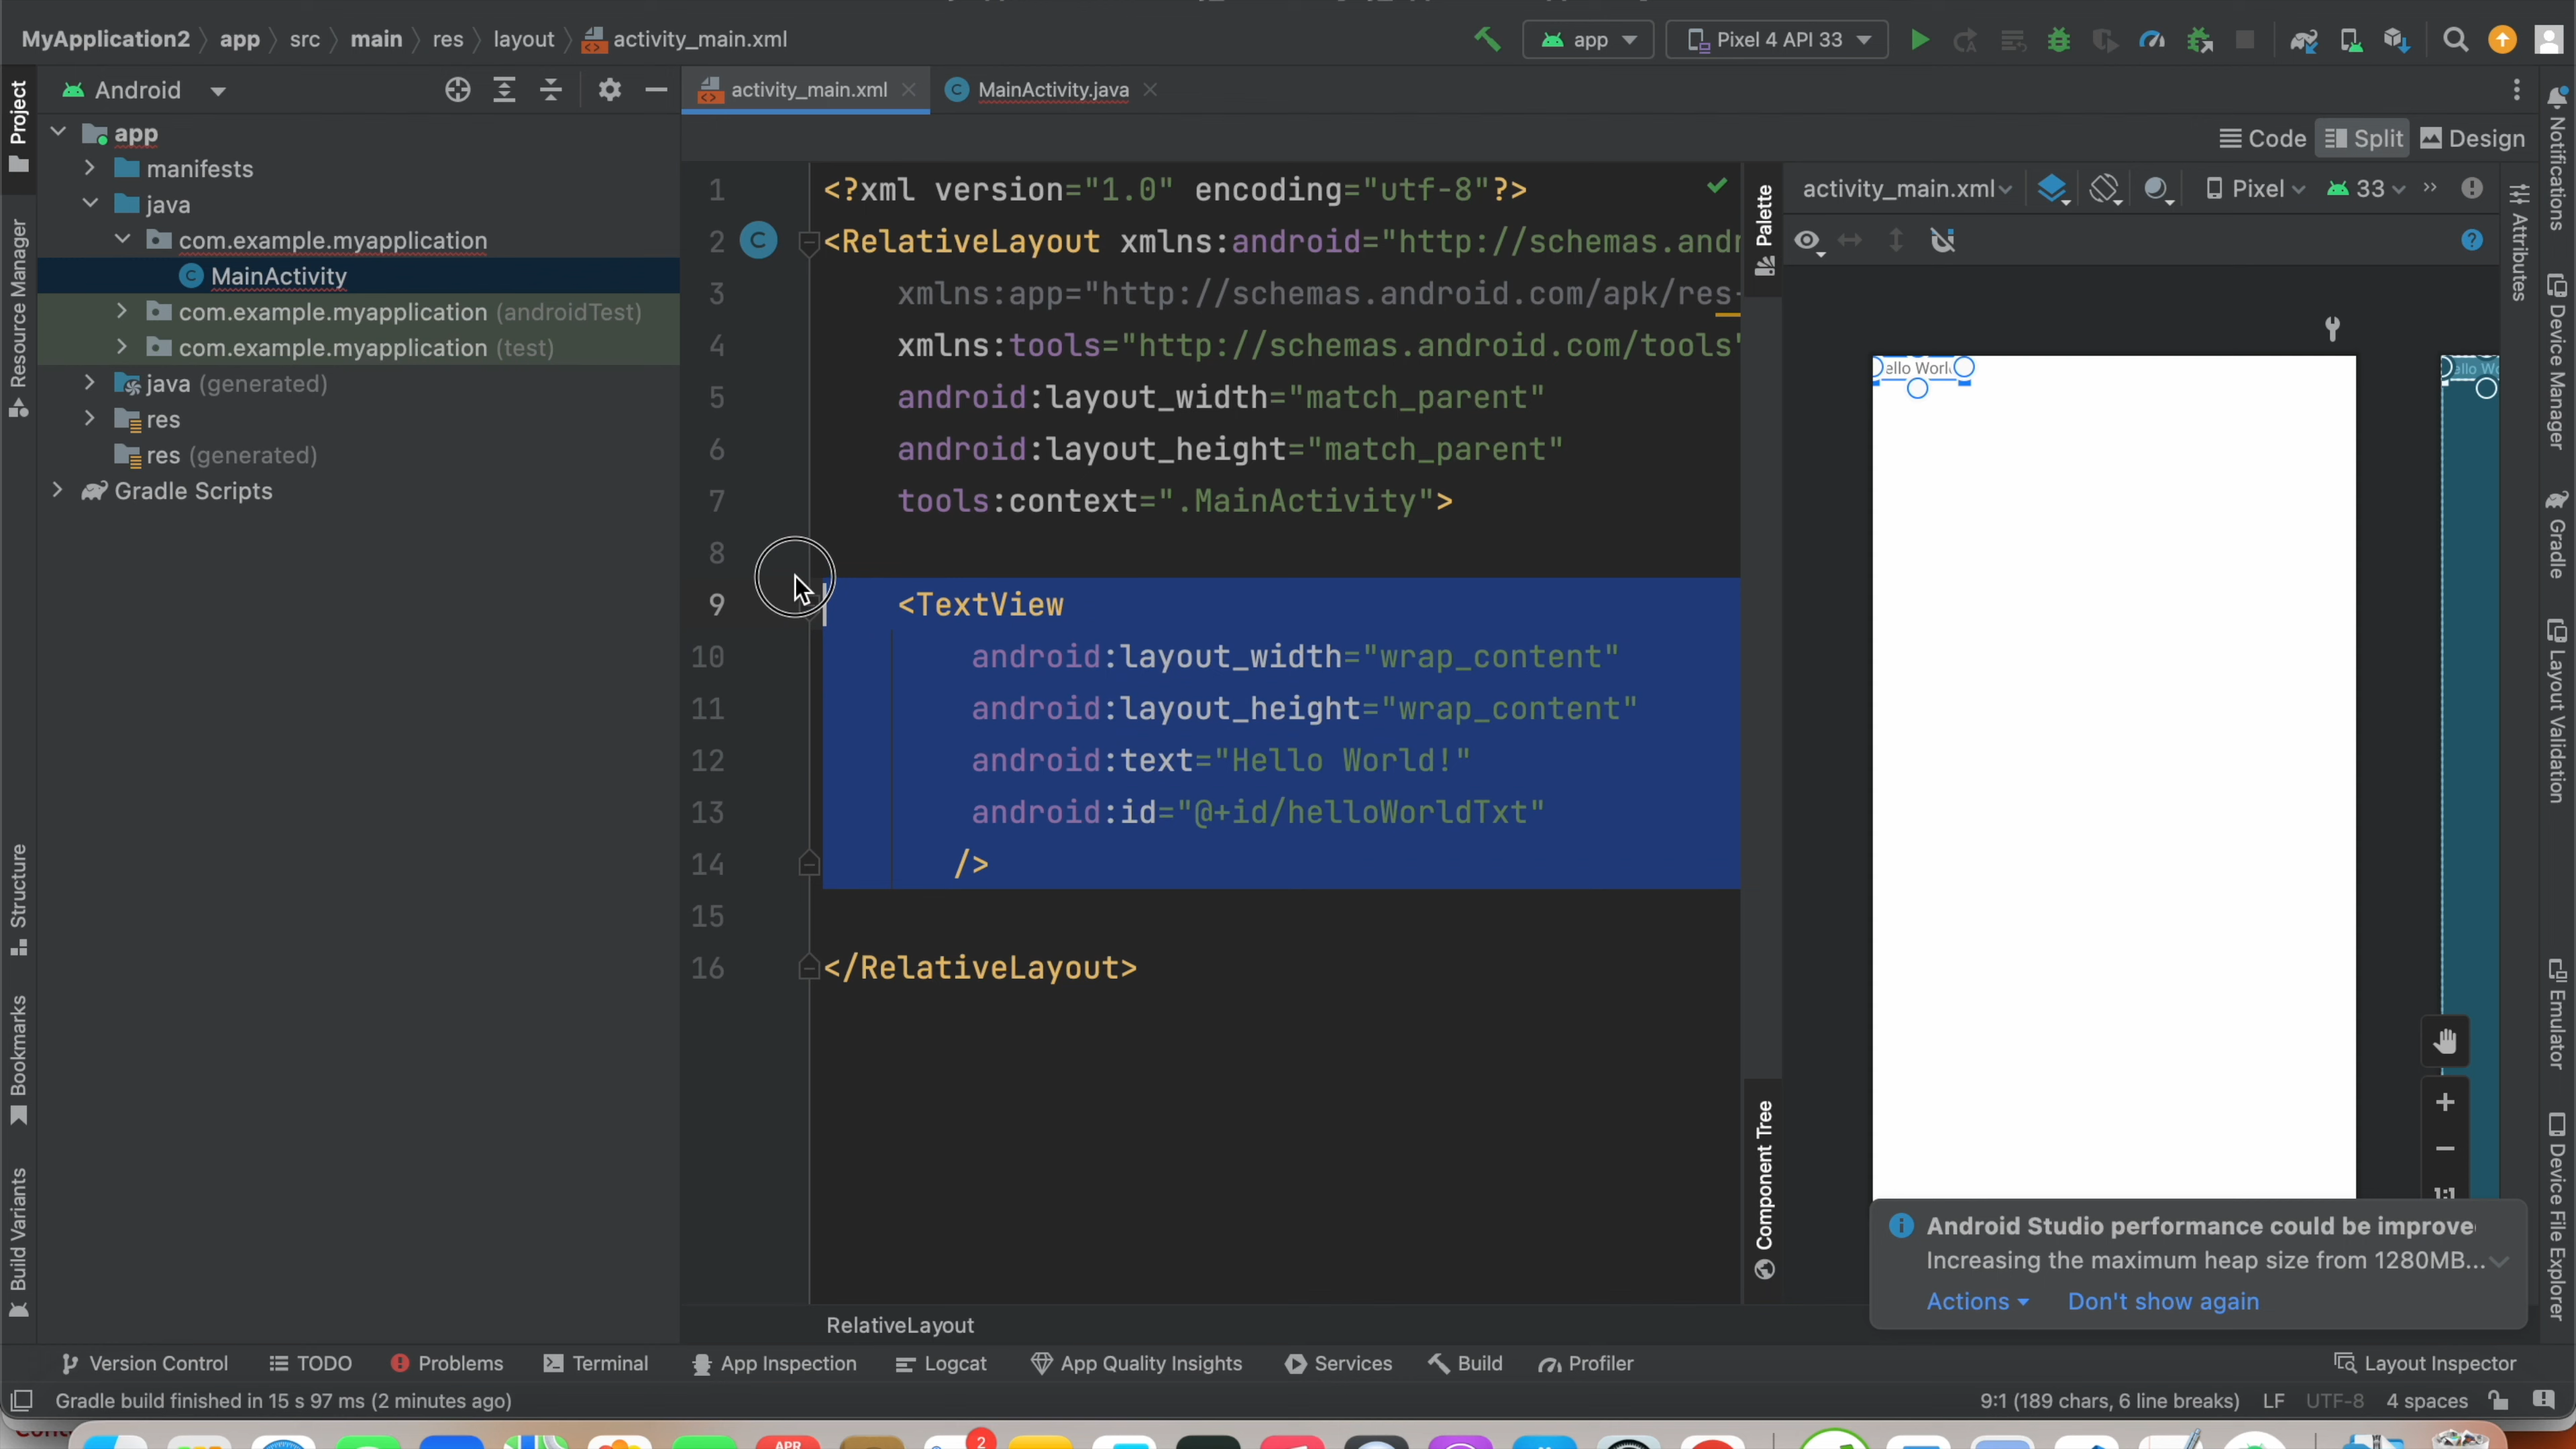 MyApplication2 app src main res layout activity_main.xml
app Pixel 4 API 33
Project
Android
activity_main.xml MainActivity.java
Code Split Design
app
manifests
java
com.example.myapplication
MainActivity
com.example.myapplication (androidTest)
com.example.myapplication (test)
java (generated)
res
res (generated)
Gradle Scripts
Resource Manager
Structure
Bookmarks
Build Variants
1 <?xml version="1.0" encoding="utf-8"?>
2 <RelativeLayout xmlns:android="http://schemas.andr
3 xmlns:app="http://schemas.android.com/apk/res-
4 xmlns:tools="http://schemas.android.com/tools"
5 android:layout_width="match_parent"
6 android:layout_height="match_parent"
7 tools:context=".MainActivity">
8
9 <TextView
10 android:layout_width="wrap_content"
11 android:layout_height="wrap_content"
12 android:text="Hello World!"
13 android:id="@+id/helloWorldTxt"
14 />
15
16 </RelativeLayout>
RelativeLayout
Palette
Component Tree
activity_main.xml Pixel 33
ello Worl
ello Wo
1:1
Android Studio performance could be improve
Increasing the maximum heap size from 1280MB...
Actions Don't show again
Attributes
Notifications
Device Manager
Gradle
Layout Validation
Emulator
Device File Explorer
Version Control TODO Problems Terminal App Inspection Logcat App Quality Insights Services Build Profiler Layout Inspector
Gradle build finished in 15 s 97 ms (2 minutes ago) 9:1 (189 chars, 6 line breaks) LF UTF-8 4 spaces
APR
2